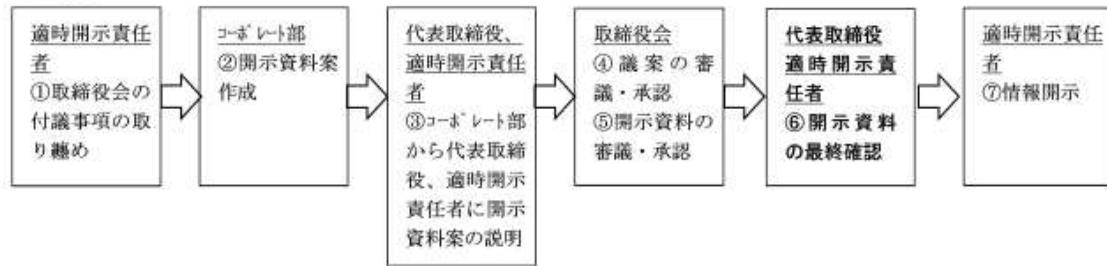 適時開示責任
者
①取締役会の
付議事項の取
り纏め
ｺｰﾎﾟﾚｰﾄ部
②開示資料案
作成
代表取締役、
適時開示責任
者
③ｺｰﾎﾟﾚｰﾄ部
から代表取締
役、適時開示
責任者に開示
資料案の説明
取締役会
④議案の審
議・承認
⑤開示資料の
審議・承認
代表取締役
適時開示責
任者
⑥開示資料
の最終確認
適時開示責任
者
⑦情報開示